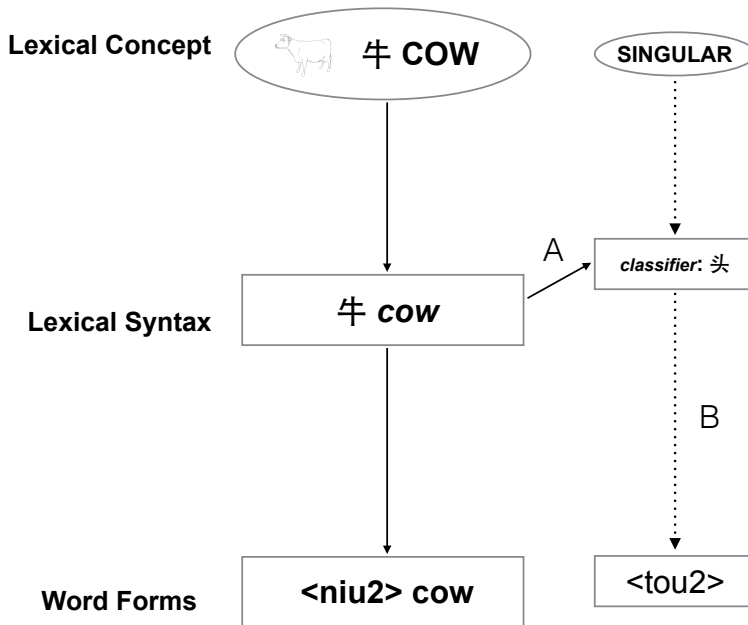 Lexical Concept
牛 COW
SINGULAR
A
classifier: 头
Lexical Syntax
牛 cow
B
Word Forms
<niu2> cow
<tou2>